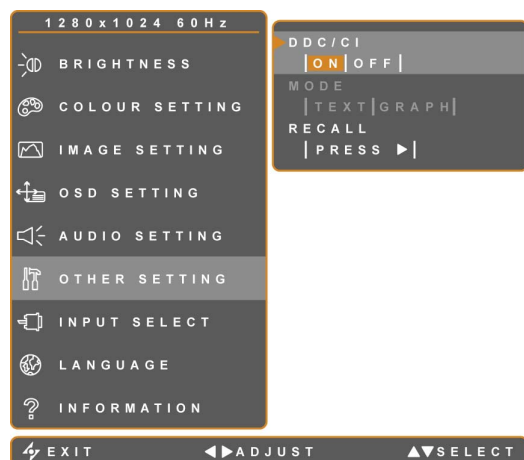 1280x1024 60Hz
BRIGHTNESS
COLOUR SETTING
IMAGE SETTING
OSD SETTING
AUDIO SETTING
OTHER SETTING
INPUT SELECT
LANGUAGE
INFORMATION
DDC/CI
ON OFF
MODE
TEXT GRAPH
RECALL
PRESS
EXIT ADJUST SELECT